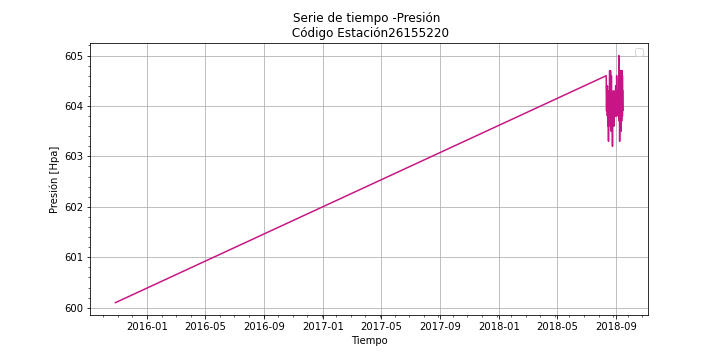 Serie de tiempo -Presión
Código Estación26155220
605
604
603
602
601
600
Presión [Hpa]
2016-01 2016-05 2016-09 2017-01 2017-05 2017-09 2018-01 2018-05 2018-09
Tiempo